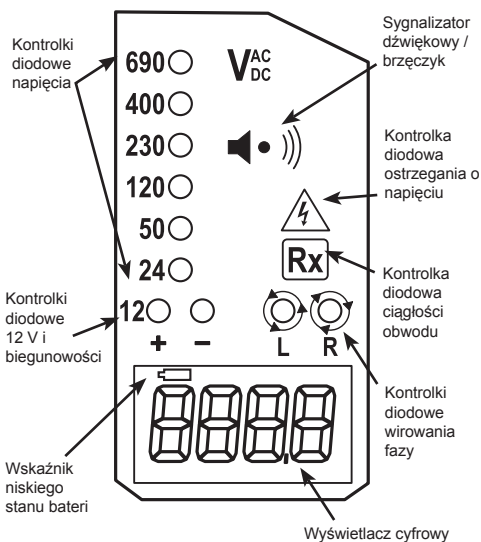 Kontrolki
diodowe
napięcia
Sygnalizator
dźwiękowy /
brzęczyk
690
V AC DC
400
230
120
50
24
12
+ −
L R
Rx
Kontrolka
diodowa
ostrzegania o
napięciu
Kontrolka
diodowa
ciągłości
obwodu
Kontrolki
diodowe
12 V i
biegunowości
Kontrolki
diodowe
wirowania
fazy
8888
Wskaźnik
niskiego
stanu bateri
Wyświetlacz cyfrowy